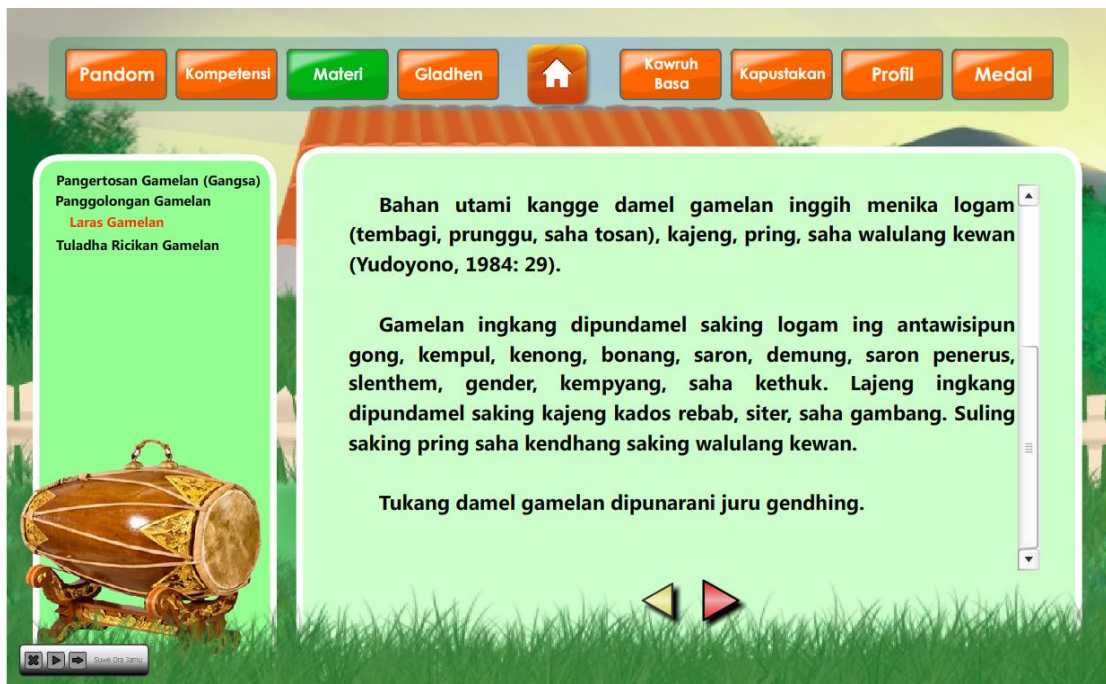 Pandom
Kompetensi
Materi
Gladhen
Kawruh
Basa
Kapustakan
Profil
Medal
Pangertosan Gamelan (Gangsa)
Panggolongan Gamelan
Laras Gamelan
Tuladha Ricikan Gamelan
Bahan utami kangge damel gamelan inggih menika logam
(tembagi, prunggu, saha tosan), kajeng, pring, saha walulang kewan
(Yudoyono, 1984: 29).
Gamelan ingkang dipundamel saking logam ing antawisipun
gong, kempul, kenong, bonang, saron, demung, saron penerus,
slenthem, gender, kempyang, saha kethuk. Lajeng ingkang
dipundamel saking kajeng kados rebab, siter, saha gambang. Suling
saking pring saha kendhang saking walulang kewan.
Tukang damel gamelan dipunarani juru gendhing.
Suwe Ora Jamu